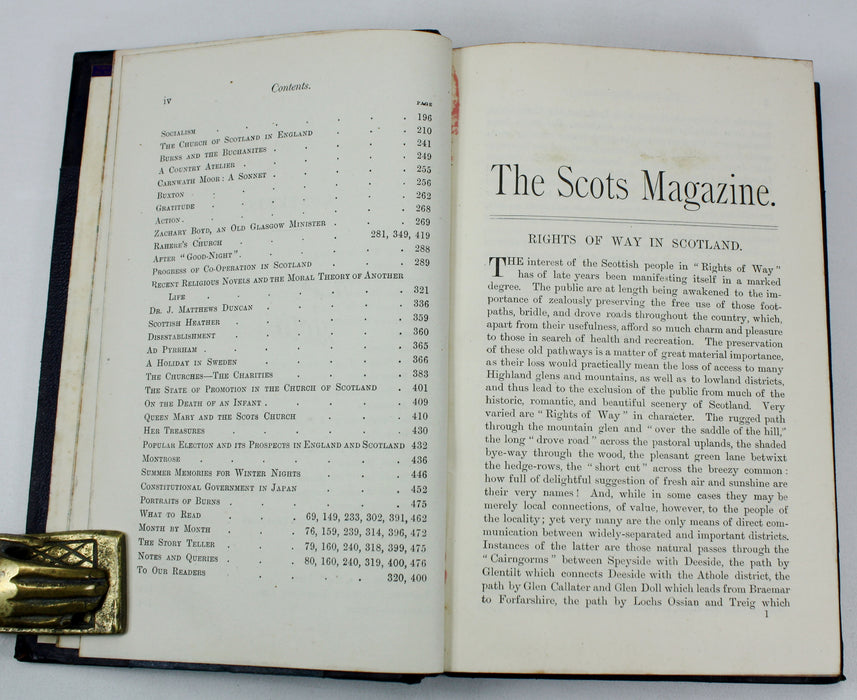 iv
Contents.
PAGE
Socialism . . . . . . 196
The Church of Scotland in England . . . 210
Burns and the Buchanites . . . . 241
A Country Atelier . . . . . 249
Carnwath Moor: A Sonnet . . . . 255
Buxton . . . . . . 256
Gratitude . . . . . . 262
Action . . . . . . 268
Zachary Boyd, an Old Glasgow Minister . . . 269
Rahere's Church . . . . 281, 349, 419
After "Good-Night" . . . . . 288
Progress of Co-Operation in Scotland . . . 289
Recent Religious Novels and the Moral Theory of Another
Life . . . . . . 321
Dr. J. Matthews Duncan . . . . 336
Scottish Heather . . . . . 359
Disestablishment . . . . . 360
Ad Pyrrham . . . . . . 365
A Holiday in Sweden . . . . . 366
The Churches—The Charities . . . . 383
The State of Promotion in the Church of Scotland . 401
On the Death of an Infant . . . . 409
Queen Mary and the Scots Church . . . 410
Her Treasures . . . . . 430
Popular Election and its Prospects in England and Scotland 432
Montrose . . . . . . 436
Summer Memories for Winter Nights . . . 446
Constitutional Government in Japan . . . 452
Portraits of Burns . . . . . 475
What to Read . . . 69, 149, 233, 302, 391, 462
Month by Month . . . 76, 159, 239, 314, 396, 472
The Story Teller . . . 79, 160, 240, 318, 399, 475
Notes and Queries . . . 80, 160, 240, 319, 400, 476
To Our Readers . . . . 320, 400
The Scots Magazine.
RIGHTS OF WAY IN SCOTLAND.
THE interest of the Scottish people in "Rights of Way"
has of late years been manifesting itself in a marked
degree. The public are at length being awakened to the im-
portance of zealously preserving the free use of those foot-
paths, bridle, and drove roads throughout the country, which,
apart from their usefulness, afford so much charm and pleasure
to those in search of health and recreation. The preservation
of these old pathways is a matter of great material importance,
as their loss would practically mean the loss of access to many
Highland glens and mountains, as well as to lowland districts,
and thus lead to the exclusion of the public from much of the
historic, romantic, and beautiful scenery of Scotland. Very
varied are "Rights of Way" in character. The rugged path
through the mountain glen and "over the saddle of the hill,"
the long "drove road" across the pastoral uplands, the shaded
bye-way through the wood, the pleasant green lane betwixt
the hedge-rows, the "short cut" across the breezy common:
how full of delightful suggestion of fresh air and sunshine are
their very names! And, while in some cases they may be
merely local connections, of value, however, to the people of
the locality; yet very many are the only means of direct com-
munication between widely-separated and important districts.
Instances of the latter are those natural passes through the
"Cairngorms" between Speyside with Deeside, the path by
Glentilt which connects Deeside with the Athole district, the
path by Glen Callater and Glen Doll which leads from Braemar
to Forfarshire, the path by Lochs Ossian and Treig which
1